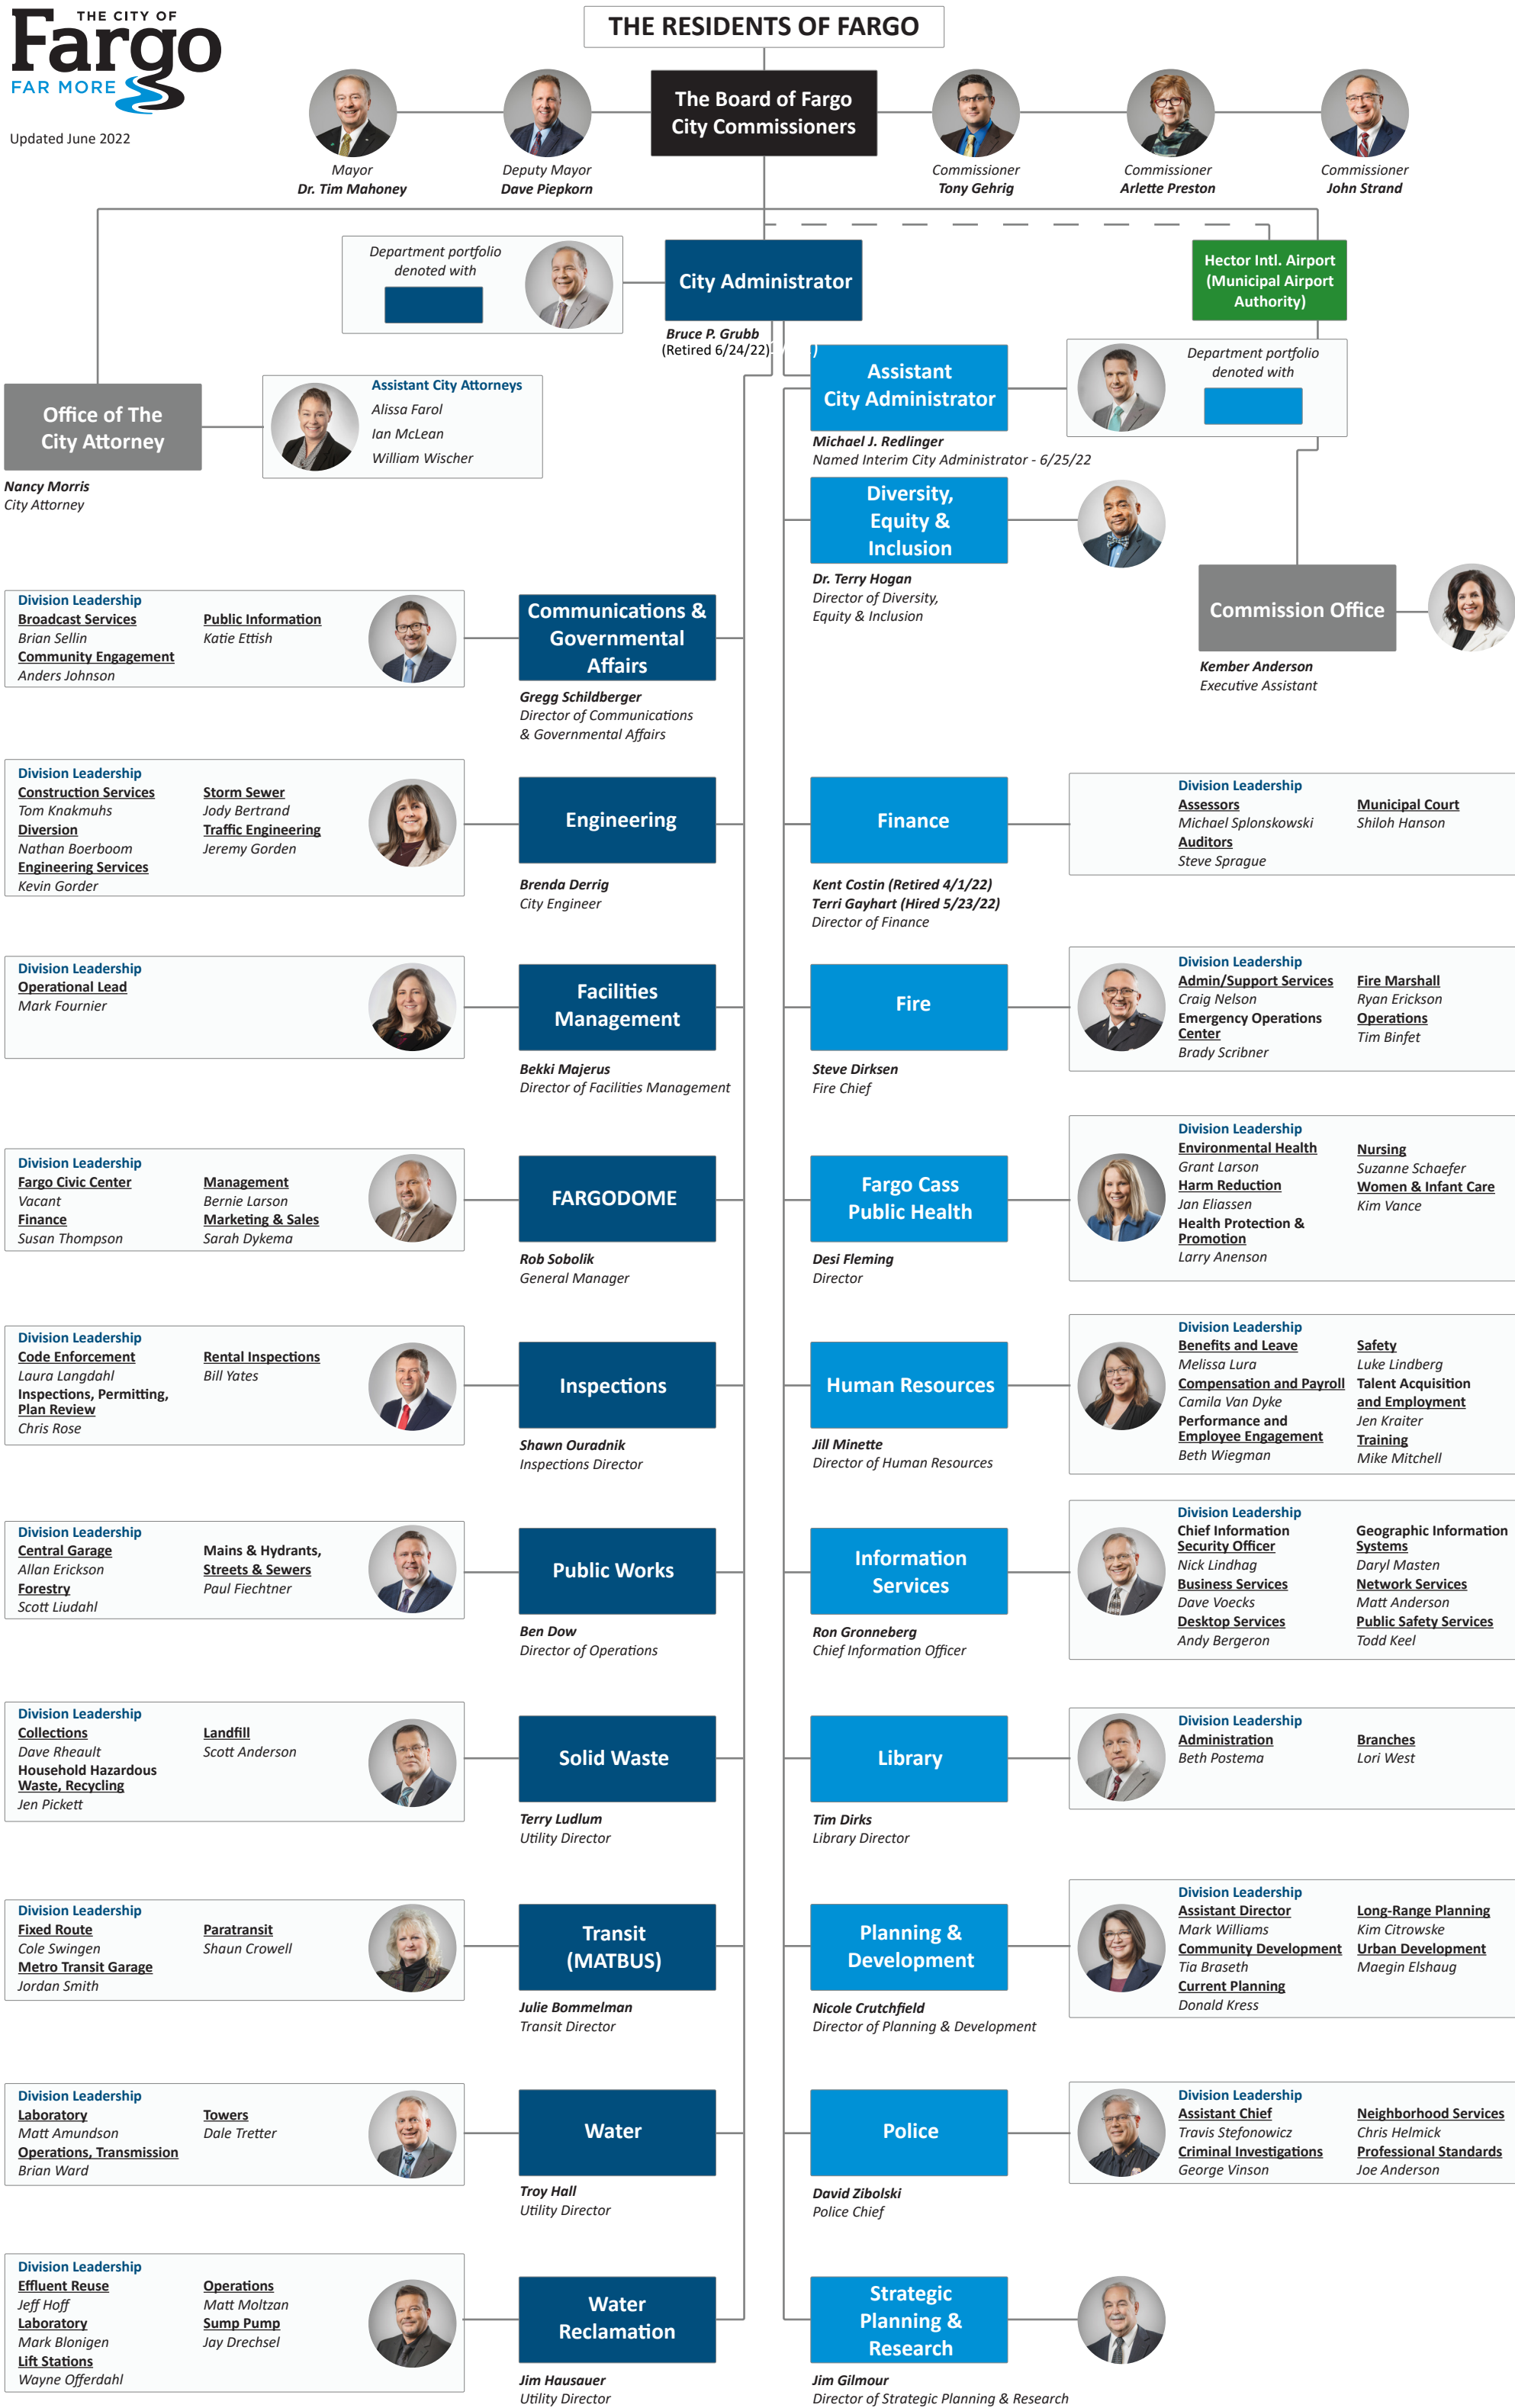 THE CITY OF
Fargo
FAR MORE
Updated June 2022
THE RESIDENTS OF FARGO
The Board of Fargo
City Commissioners
Mayor
Dr. Tim Mahoney
Deputy Mayor
Dave Piepkorn
Commissioner
Tony Gehrig
Commissioner
Arlette Preston
Commissioner
John Strand
Department portfolio
denoted with
City Administrator
Bruce P. Grubb
(Retired 6/24/22)
Hector Intl. Airport
(Municipal Airport
Authority)
Assistant
City Administrator
Michael J. Redlinger
Named Interim City Administrator - 6/25/22
Department portfolio
denoted with
Office of The
City Attorney
Nancy Morris
City Attorney
Assistant City Attorneys
Alissa Farol
Ian McLean
William Wischer
Diversity,
Equity &
Inclusion
Dr. Terry Hogan
Director of Diversity,
Equity & Inclusion
Commission Office
Kember Anderson
Executive Assistant
Division Leadership
Broadcast Services
Brian Sellin
Community Engagement
Anders Johnson
Public Information
Katie Ettish
Communications &
Governmental
Affairs
Gregg Schildberger
Director of Communications
& Governmental Affairs
Division Leadership
Construction Services
Tom Knakmuhs
Diversion
Nathan Boerboom
Engineering Services
Kevin Gorder
Storm Sewer
Jody Bertrand
Traffic Engineering
Jeremy Gorden
Engineering
Brenda Derrig
City Engineer
Finance
Kent Costin (Retired 4/1/22)
Terri Gayhart (Hired 5/23/22)
Director of Finance
Division Leadership
Assessors
Michael Splonskowski
Auditors
Steve Sprague
Municipal Court
Shiloh Hanson
Division Leadership
Operational Lead
Mark Fournier
Facilities
Management
Bekki Majerus
Director of Facilities Management
Fire
Steve Dirksen
Fire Chief
Division Leadership
Admin/Support Services
Craig Nelson
Emergency Operations
Center
Brady Scribner
Fire Marshall
Ryan Erickson
Operations
Tim Binfet
Division Leadership
Fargo Civic Center
Vacant
Finance
Susan Thompson
Management
Bernie Larson
Marketing & Sales
Sarah Dykema
FARGODOME
Rob Sobolik
General Manager
Fargo Cass
Public Health
Desi Fleming
Director
Division Leadership
Environmental Health
Grant Larson
Harm Reduction
Jan Eliassen
Health Protection &
Promotion
Larry Anenson
Nursing
Suzanne Schaefer
Women & Infant Care
Kim Vance
Division Leadership
Code Enforcement
Laura Langdahl
Inspections, Permitting,
Plan Review
Chris Rose
Rental Inspections
Bill Yates
Inspections
Shawn Ouradnik
Inspections Director
Human Resources
Jill Minette
Director of Human Resources
Division Leadership
Benefits and Leave
Melissa Lura
Compensation and Payroll
Camila Van Dyke
Performance and
Employee Engagement
Beth Wiegman
Safety
Luke Lindberg
Talent Acquisition
and Employment
Jen Kraiter
Training
Mike Mitchell
Division Leadership
Central Garage
Allan Erickson
Forestry
Scott Liudahl
Mains & Hydrants,
Streets & Sewers
Paul Fiechtner
Public Works
Ben Dow
Director of Operations
Information
Services
Ron Gronneberg
Chief Information Officer
Division Leadership
Chief Information
Security Officer
Nick Lindhag
Business Services
Dave Voecks
Desktop Services
Andy Bergeron
Geographic Information
Systems
Daryl Masten
Network Services
Matt Anderson
Public Safety Services
Todd Keel
Division Leadership
Collections
Dave Rheault
Household Hazardous
Waste, Recycling
Jen Pickett
Landfill
Scott Anderson
Solid Waste
Terry Ludlum
Utility Director
Library
Tim Dirks
Library Director
Division Leadership
Administration
Beth Postema
Branches
Lori West
Division Leadership
Fixed Route
Cole Swingen
Metro Transit Garage
Jordan Smith
Paratransit
Shaun Crowell
Transit
(MATBUS)
Julie Bommelman
Transit Director
Planning &
Development
Nicole Crutchfield
Director of Planning & Development
Division Leadership
Assistant Director
Mark Williams
Community Development
Tia Braseth
Current Planning
Donald Kress
Long-Range Planning
Kim Citrowske
Urban Development
Maegin Elshaug
Division Leadership
Laboratory
Matt Amundson
Operations, Transmission
Brian Ward
Towers
Dale Tretter
Water
Troy Hall
Utility Director
Police
David Zibolski
Police Chief
Division Leadership
Assistant Chief
Travis Stefonowicz
Criminal Investigations
George Vinson
Neighborhood Services
Chris Helmick
Professional Standards
Joe Anderson
Division Leadership
Effluent Reuse
Jeff Hoff
Laboratory
Mark Blonigen
Lift Stations
Wayne Offerdahl
Operations
Matt Moltzan
Sump Pump
Jay Drechsel
Water
Reclamation
Jim Hausauer
Utility Director
Strategic
Planning &
Research
Jim Gilmour
Director of Strategic Planning & Research